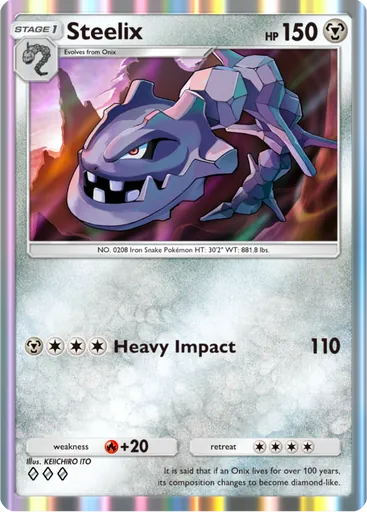 STAGE 1
Steelix
HP 150
Evolves from Onix
NO. 0208 Iron Snake Pokémon HT: 30'2" WT: 881.8 lbs.
Heavy Impact 110
weakness +20 retreat
Illus. KEIICHIRO ITO
It is said that if an Onix lives for over 100 years,
its composition changes to become diamond-like.